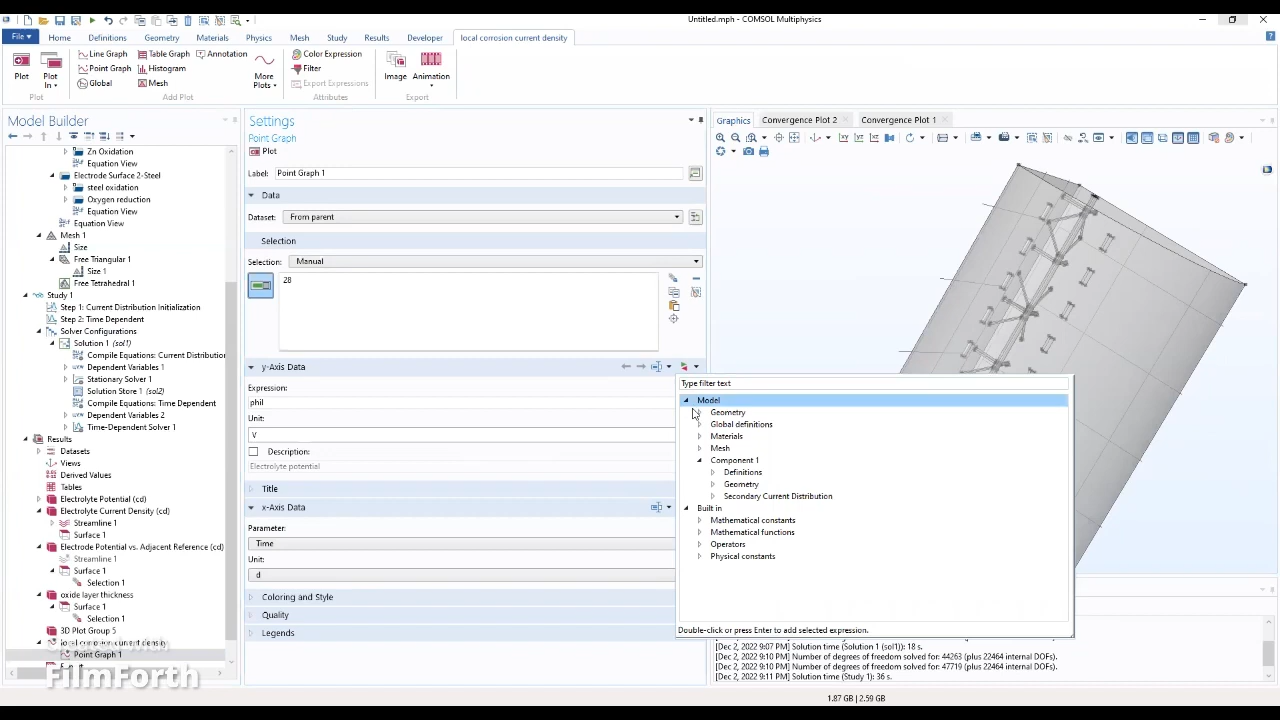 Untitled.mph - COMSOL Multiphysics
File
Home
Definitions
Geometry
Materials
Physics
Mesh
Study
Results
Developer
local corrosion current density
Plot
Plot In
Line Graph
Table Graph
Annotation
Point Graph
Histogram
Global
Mesh
More Plots
Color Expression
Filter
Export Expressions
Image
Animation
Plot
Add Plot
Attributes
Export
Model Builder
Zn Oxidation
Equation View
Electrode Surface 2-Steel
steel oxidation
Oxygen reduction
Equation View
Equation View
Mesh 1
Size
Free Triangular 1
Size 1
Free Tetrahedral 1
Study 1
Step 1: Current Distribution Initialization
Step 2: Time Dependent
Solver Configurations
Solution 1 (sol1)
Compile Equations: Current Distribution
Dependent Variables 1
Stationary Solver 1
Solution Store 1 (sol2)
Compile Equations: Time Dependent
Dependent Variables 2
Time-Dependent Solver 1
Results
Datasets
Views
Derived Values
Tables
Electrolyte Potential (cd)
Electrolyte Current Density (cd)
Streamline 1
Surface 1
Electrode Potential vs. Adjacent Reference (cd)
Streamline 1
Surface 1
Selection 1
oxide layer thickness
Surface 1
Selection 1
3D Plot Group 5
Point Graph 1
FilmForth
Settings
Point Graph
Plot
Label:
Point Graph 1
Data
Dataset:
From parent
Selection
Selection:
Manual
28
y-Axis Data
Expression:
phil
Unit:
V
Description:
Electrolyte potential
Title
x-Axis Data
Parameter:
Time
Unit:
d
Coloring and Style
Quality
Legends
Graphics
Convergence Plot 2
Convergence Plot 1
Type filter text
Model
Geometry
Global definitions
Materials
Mesh
Component 1
Definitions
Geometry
Secondary Current Distribution
Built in
Mathematical constants
Mathematical functions
Operators
Physical constants
Double-click or press Enter to add selected expression.
[Dec 2, 2022 9:07 PM] Solution time (Solution 1 (sol1)): 18 s.
[Dec 2, 2022 9:10 PM] Number of degrees of freedom solved for: 44263 (plus 22464 internal DOFs).
[Dec 2, 2022 9:10 PM] Number of degrees of freedom solved for: 47719 (plus 22464 internal DOFs).
[Dec 2, 2022 9:11 PM] Solution time (Study 1): 36 s.
1.87 GB | 2.59 GB